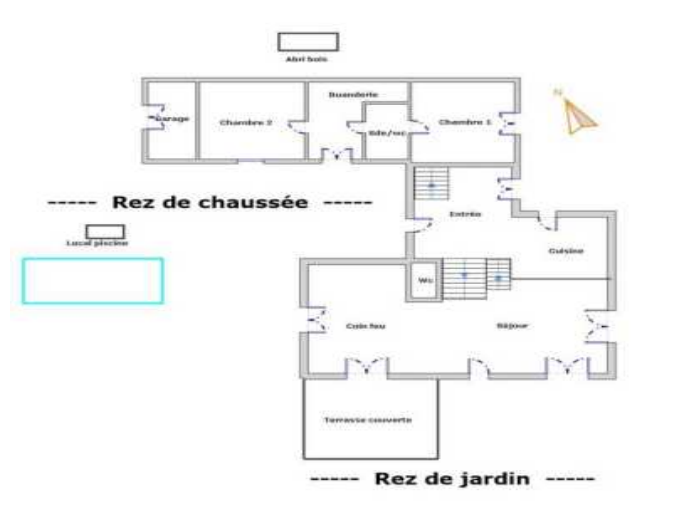 Abri bois
N
Buanderie
Garage
Chambre 2
Sde/wc
Chambre 1
----- Rez de chaussée -----
Entrée
Local piscine
Cuisine
Wc
Coin feu
Séjour
Terrasse couverte
----- Rez de jardin -----